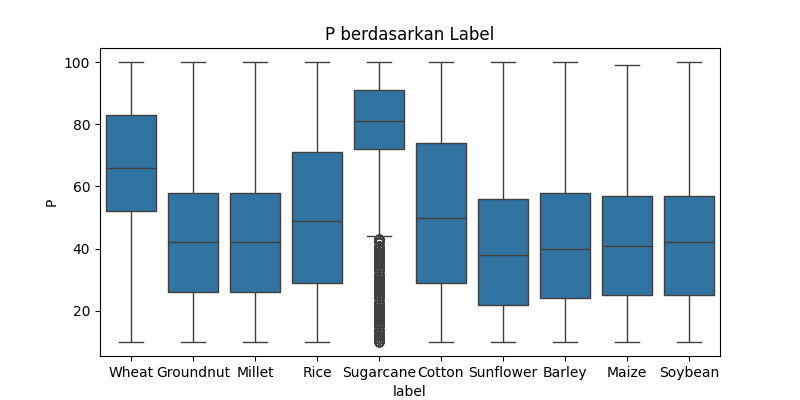 P berdasarkan Label
100
80
60
40
20
P
Wheat Groundnut Millet Rice Sugarcane Cotton Sunflower Barley Maize Soybean
label